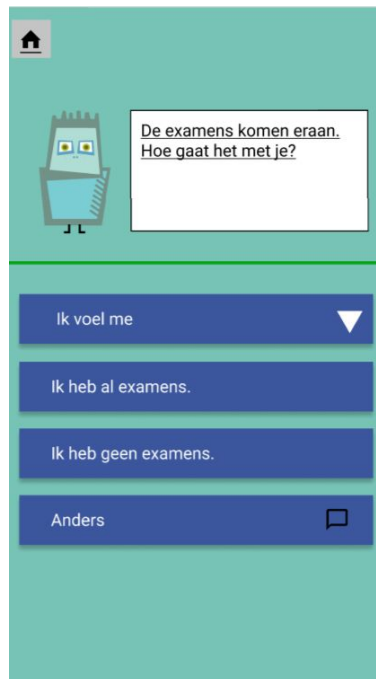 De examens komen eraan.
Hoe gaat het met je?
Ik voel me
Ik heb al examens.
Ik heb geen examens.
Anders